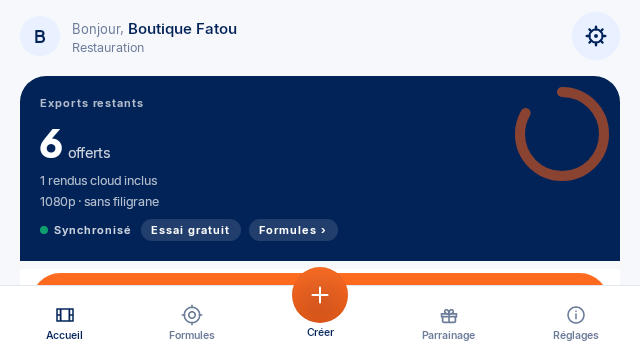 B
Bonjour, Boutique Fatou
Restauration
Exports restants
6 offerts
1 rendus cloud inclus
1080p · sans filigrane
Synchronisé Essai gratuit Formules ›
Accueil Formules Créer Parrainage Réglages